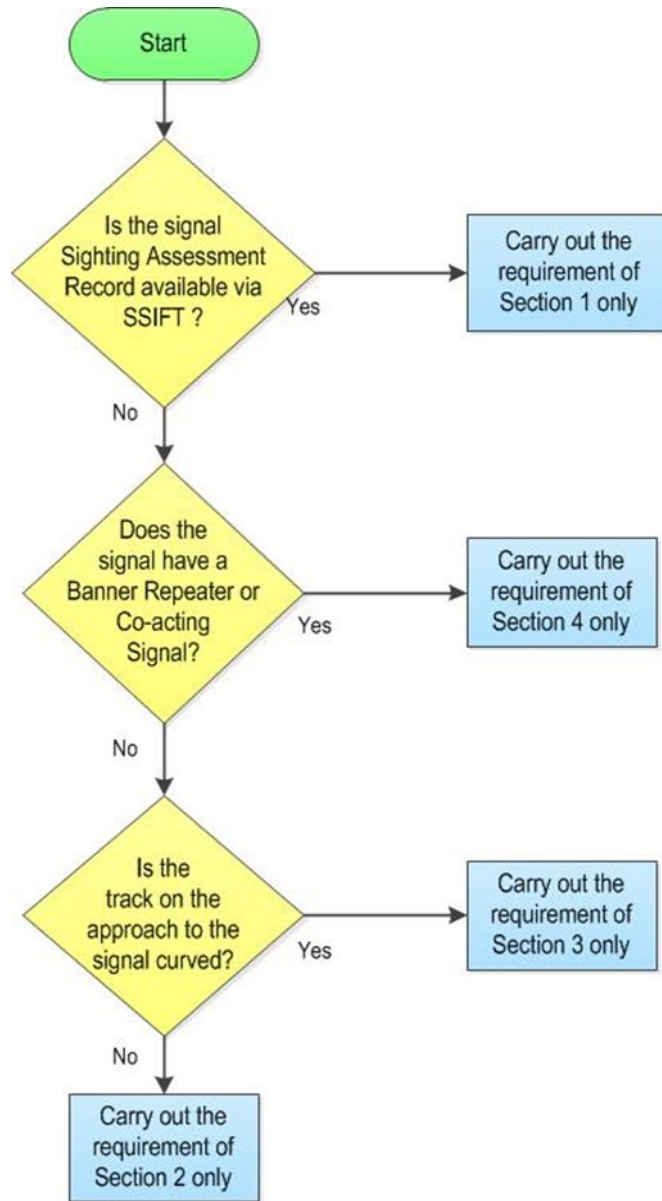 Start
Is the signal
Sighting Assessment
Record available via
SSIFT ?
Yes
Carry out the
requirement of
Section 1 only
No
Does the
signal have a
Banner Repeater or
Co-acting
Signal?
Yes
Carry out the
requirement of
Section 4 only
No
Is the
track on the
approach to the
signal curved?
Yes
Carry out the
requirement of
Section 3 only
No
Carry out the
requirement of
Section 2 only